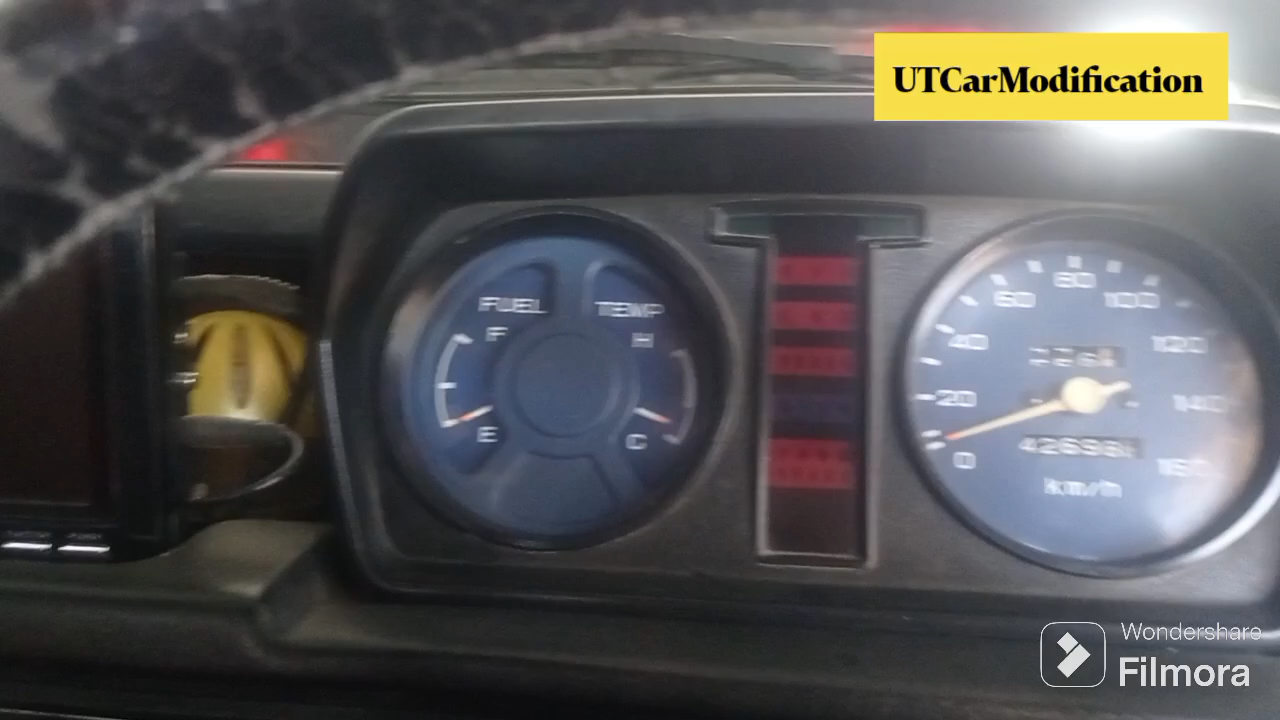 UTCarModification
FUEL
TEMP
F
H
E
C
0
20
40
60
80
100
120
140
160
km/h
Wondershare
Filmora